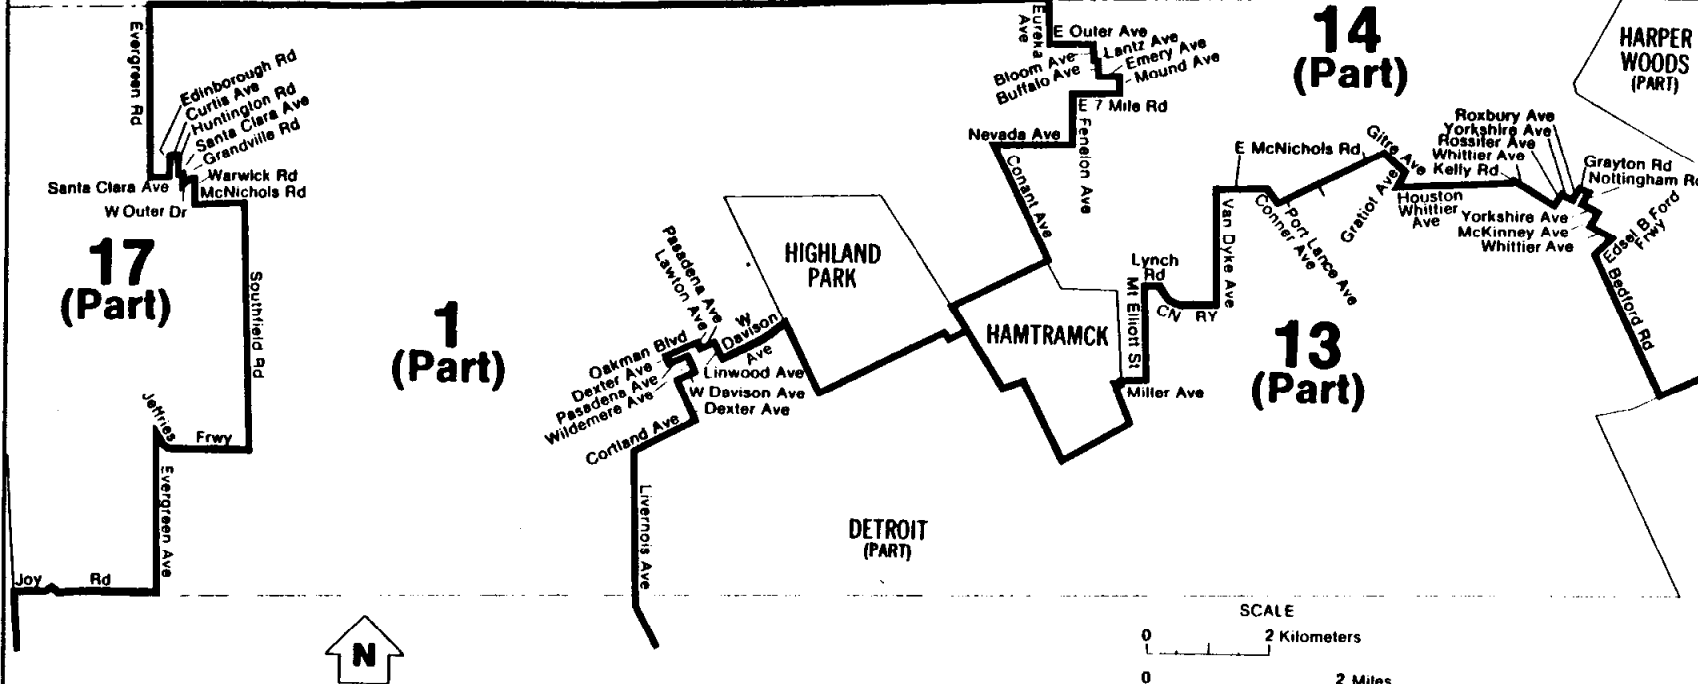 Evergreen Rd
Edinborough Rd
Curtis Ave
Huntington Rd
Santa Clara Ave
Grandville Rd
Warwick Rd
McNichols Rd
Santa Clara Ave
W Outer Dr
17
(Part)
Southfield Rd
Jeffries
Frwy
Evergreen Ave
Joy Rd
1
(Part)
Pasadena Ave
Lawton Ave
W
Davison
Ave
Oakman Blvd
Dexter Ave
Pasadena Ave
Wildemere Ave
Linwood Ave
W Davison Ave
Dexter Ave
Cortland Ave
Livernois Ave
HIGHLAND
PARK
HAMTRAMCK
DETROIT
(PART)
Eureka
Ave
E Outer Ave
Lantz Ave
Bloom Ave
Emery Ave
Buffalo Ave
Mound Ave
E 7 Mile Rd
Fenelon Ave
Nevada Ave
Conant Ave
14
(Part)
HARPER
WOODS
(PART)
Lynch
Rd
Mt Elliott St
CN RY
Van Dyke Ave
Miller Ave
13
(Part)
E McNichols Rd
Conner Ave
Port Lance Ave
Gitre Ave
Gratiot Ave
Houston
Whittier
Ave
Roxbury Ave
Yorkshire Ave
Rossiter Ave
Whittier Ave
Kelly Rd
Grayton Rd
Nottingham Rd
Yorkshire Ave
McKinney Ave
Whittier Ave
Edsel B Ford
Frwy
Bedford Rd
N
SCALE
0 2 Kilometers
0 2 Miles